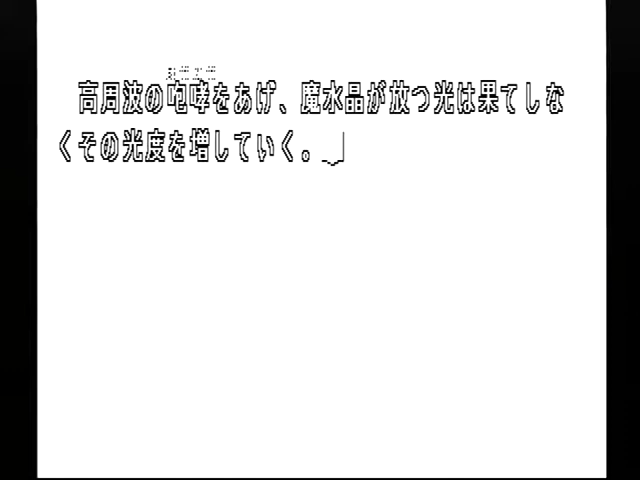 高周波の咆哮をあげ、魔水晶が放つ光は果てしな
くその光度を増していく。